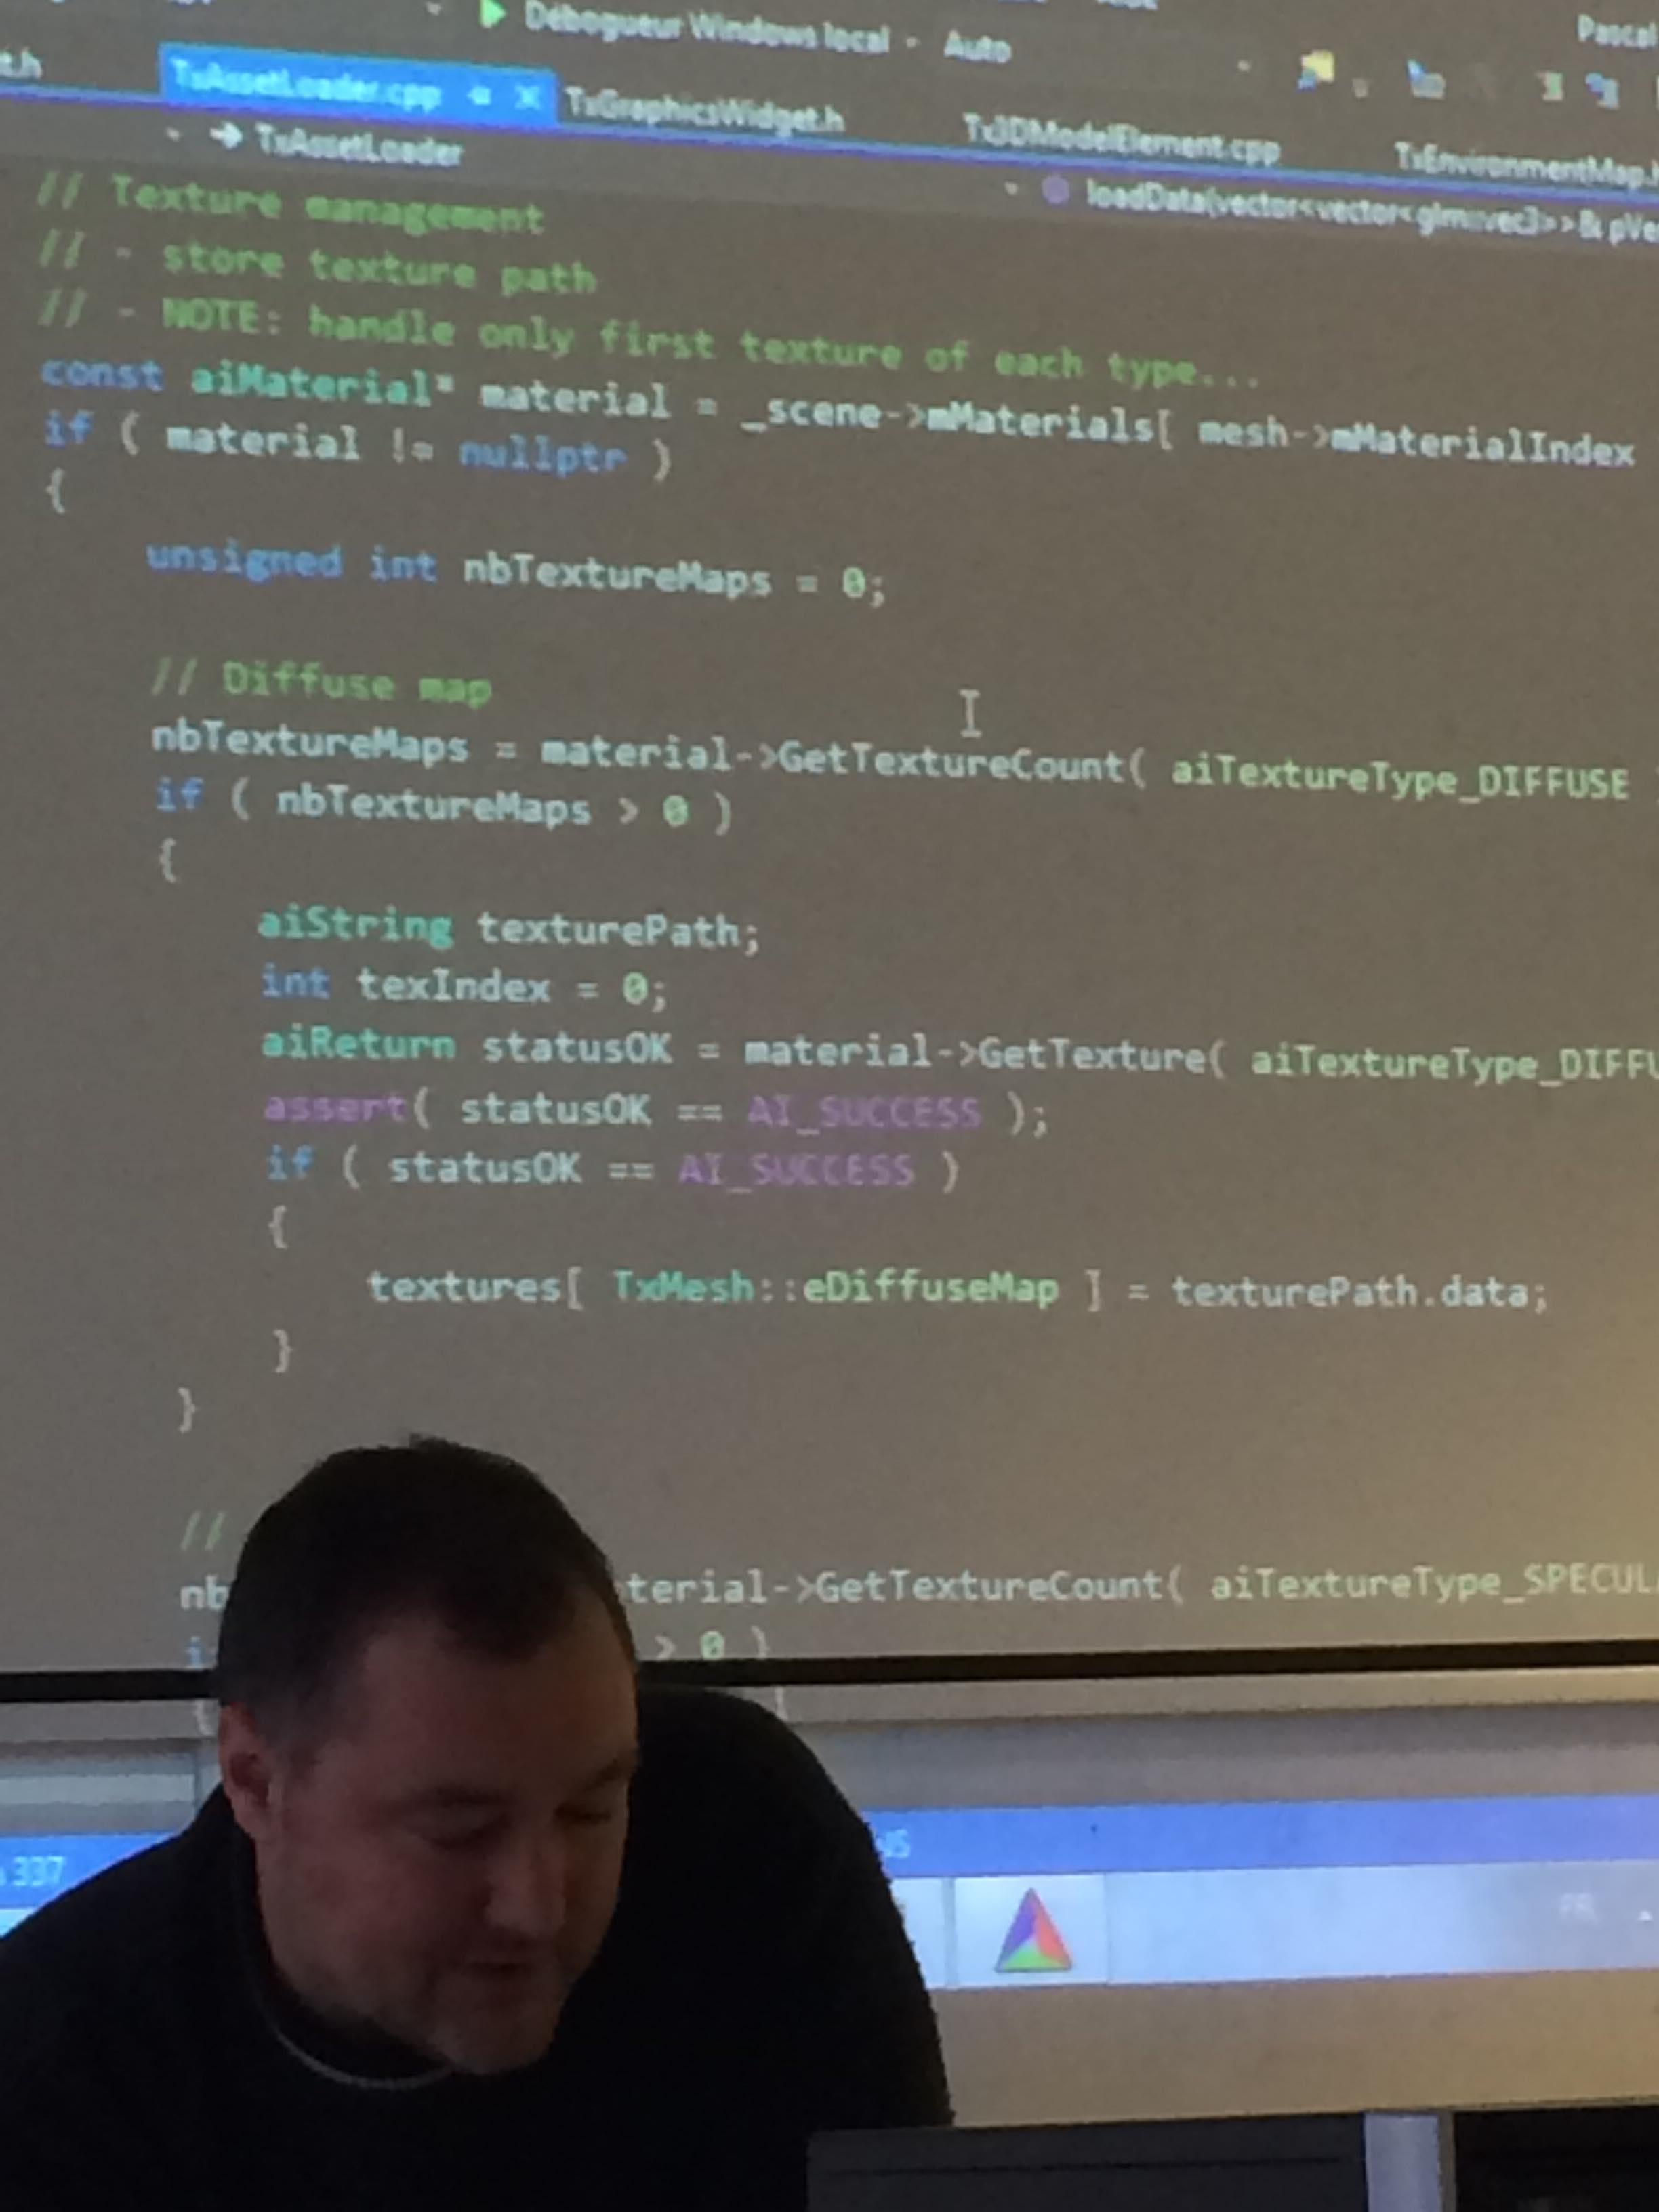 Débogueur Windows local Auto Pascal
t.h TxAssetLoader.cpp TxGraphicsWidget.h Tx3DModelElement.cpp TxEnvironmentMap.h
TxAssetLoader loadData(vector<vector<glm::vec3>>& pVe
// Texture management
// - store texture path
// - NOTE: handle only first texture of each type...
const aiMaterial* material = _scene->mMaterials[ mesh->mMaterialIndex
if ( material != nullptr )
{
unsigned int nbTextureMaps = 0;
// Diffuse map
nbTextureMaps = material->GetTextureCount( aiTextureType_DIFFUSE
if ( nbTextureMaps > 0 )
{
aiString texturePath;
int texIndex = 0;
aiReturn statusOK = material->GetTexture( aiTextureType_DIFFU
assert( statusOK == AI_SUCCESS );
if ( statusOK == AI_SUCCESS )
{
textures[ TxMesh::eDiffuseMap ] = texturePath.data;
}
}
//
nb terial->GetTextureCount( aiTextureType_SPECUL
i > 0 )
{
337 NS
FR